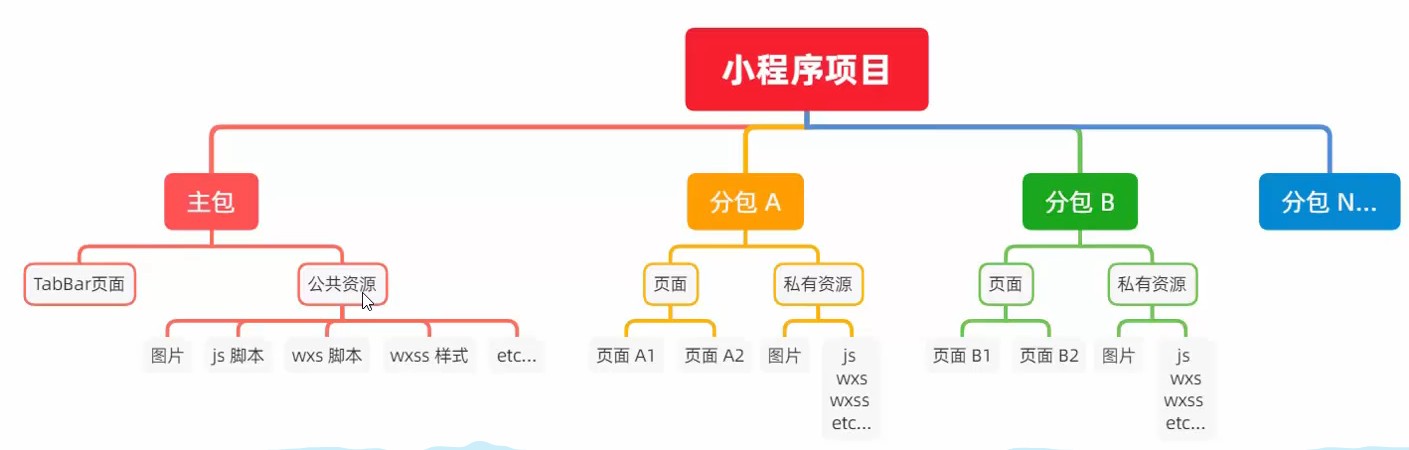 小程序项目
主包
分包 A
分包 B
分包 N...
TabBar页面
公共资源
页面
私有资源
页面
私有资源
图片
js 脚本
wxs 脚本
wxss 样式
etc...
页面 A1
页面 A2
图片
js
wxs
wxss
etc...
页面 B1
页面 B2
图片
js
wxs
wxss
etc...